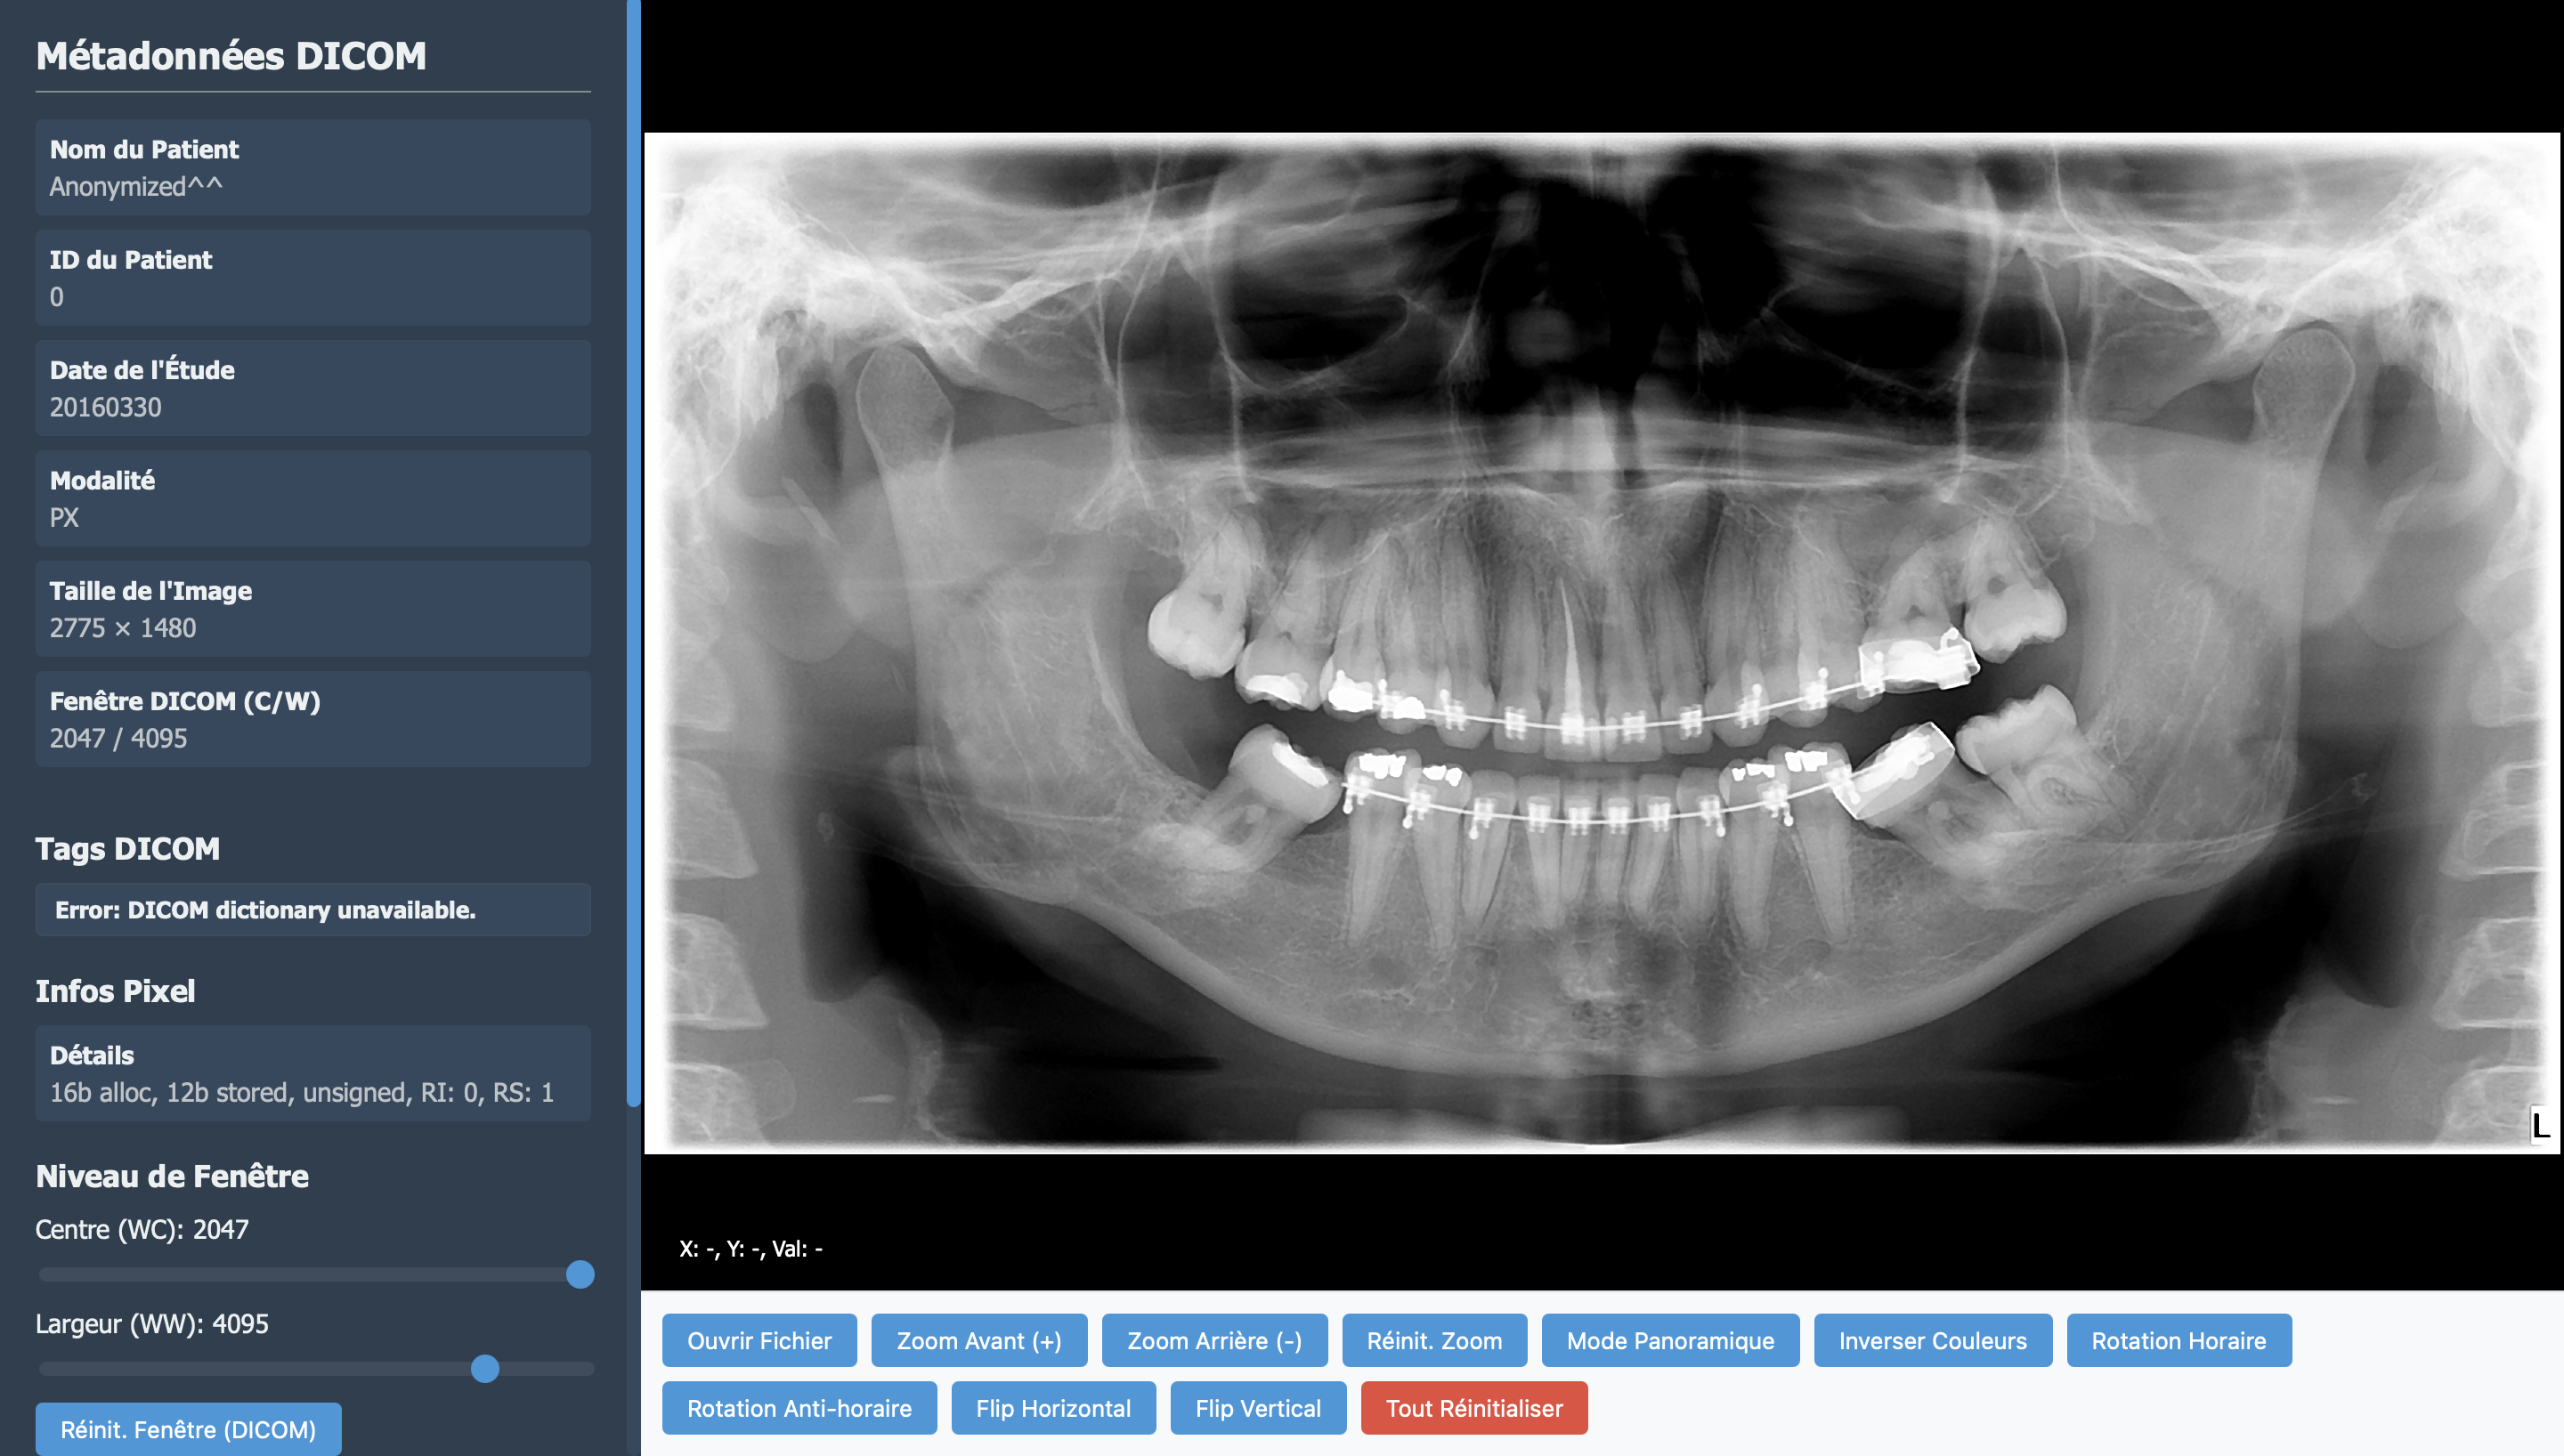 Métadonnées DICOM
Nom du Patient
Anonymized^^
ID du Patient
0
Date de l'Étude
20160330
Modalité
PX
Taille de l'Image
2775 × 1480
Fenêtre DICOM (C/W)
2047 / 4095
Tags DICOM
Error: DICOM dictionary unavailable.
Infos Pixel
Détails
16b alloc, 12b stored, unsigned, RI: 0, RS: 1
Niveau de Fenêtre
Centre (WC): 2047
Largeur (WW): 4095
Réinit. Fenêtre (DICOM)
L
X: -, Y: -, Val: -
Ouvrir Fichier
Zoom Avant (+)
Zoom Arrière (-)
Réinit. Zoom
Mode Panoramique
Inverser Couleurs
Rotation Horaire
Rotation Anti-horaire
Flip Horizontal
Flip Vertical
Tout Réinitialiser